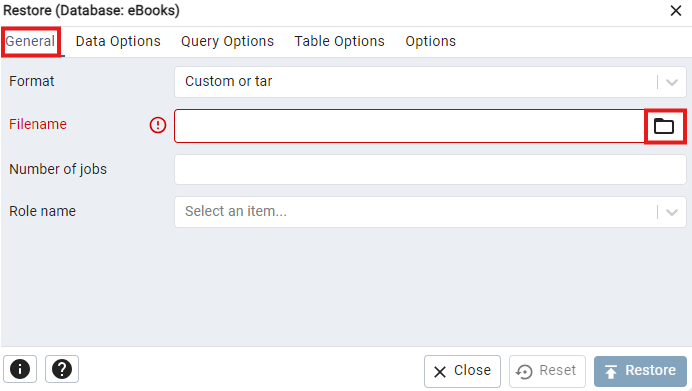 Restore (Database: eBooks)
General Data Options Query Options Table Options Options
Format Custom or tar
Filename
Number of jobs
Role name Select an item...
Close Reset Restore